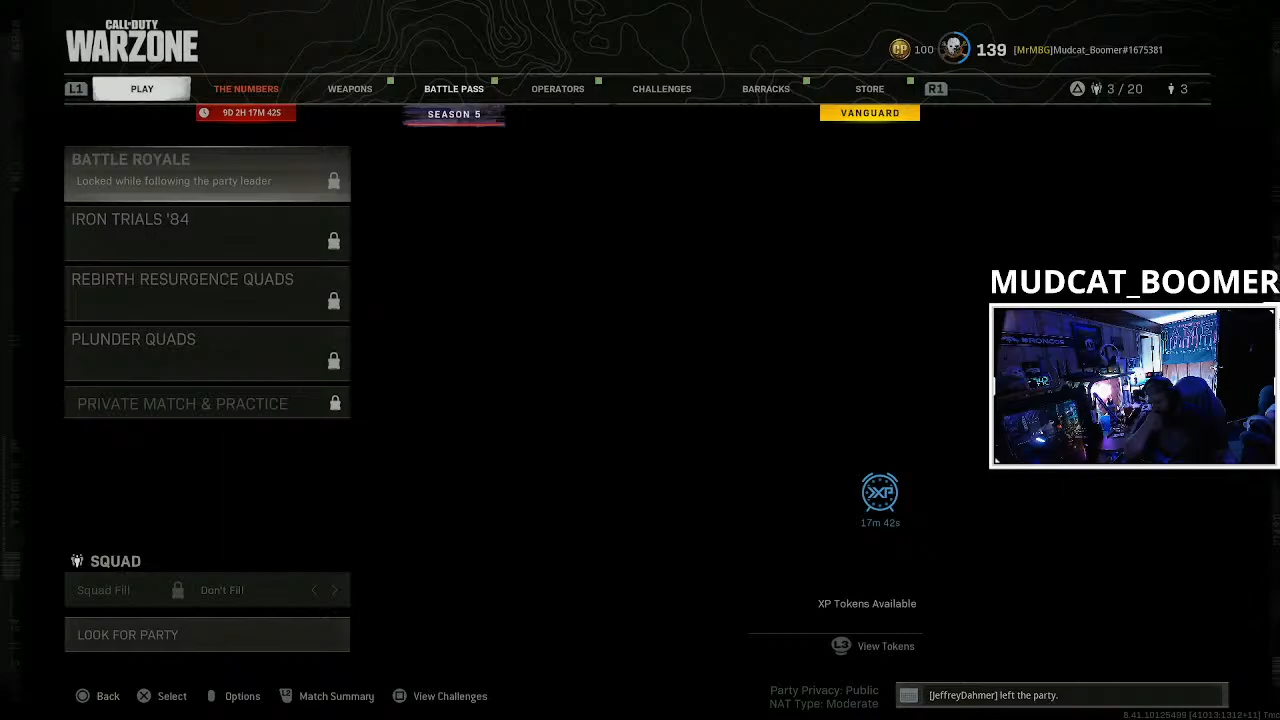 CALL OF DUTY
WARZONE
CP 100 139 [MrMBG]Mudcat_Boomer#1675381
L1 PLAY THE NUMBERS WEAPONS BATTLE PASS OPERATORS CHALLENGES BARRACKS STORE R1 3 / 20 3
9D 2H 17M 42S SEASON 5 VANGUARD
BATTLE ROYALE
Locked while following the party leader
IRON TRIALS '84
REBIRTH RESURGENCE QUADS
MUDCAT_BOOMER
BRONCOS
PLUNDER QUADS
PRIVATE MATCH & PRACTICE
XP
17m 42s
SQUAD
Squad Fill Don't Fill
XP Tokens Available
LOOK FOR PARTY
L3 View Tokens
Back Select Options L2 Match Summary View Challenges
Party Privacy: Public
NAT Type: Moderate
[JeffreyDahmer] left the party.